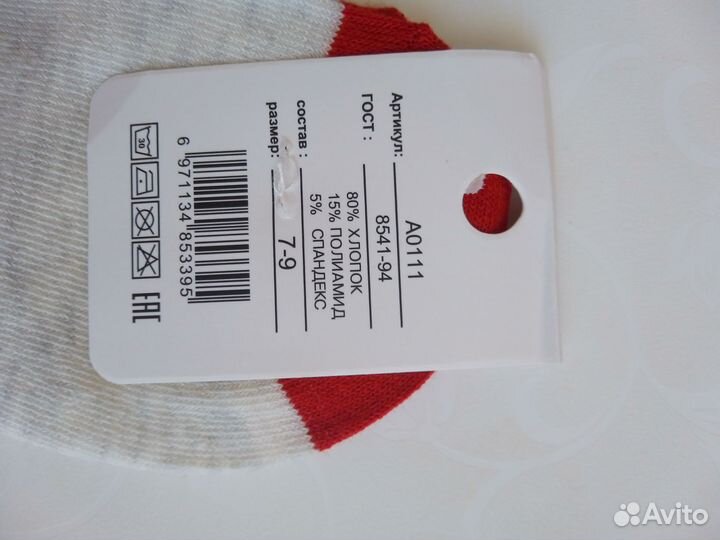 Артикул: A0111
ГОСТ : 8541-94
состав : 80% ХЛОПОК
15% ПОЛИАМИД
5% СПАНДЕКС
размер: 7-9
30
6 971134 853395
EAC
Avito